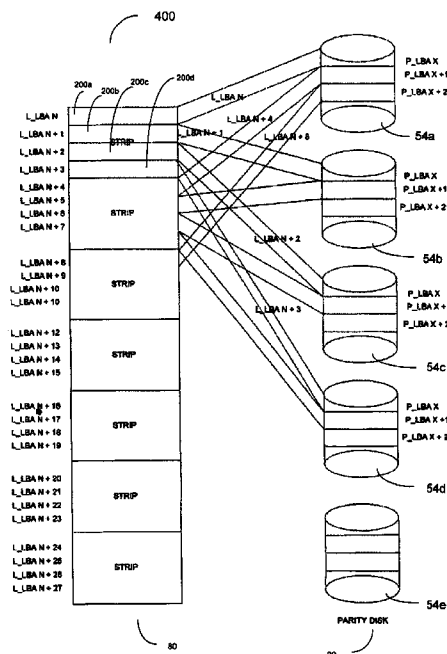 400
200a
200b
200c
200d
L_LBA N
L_LBA N + 1
L_LBA N + 2
L_LBA N + 3
L_LBA N + 4
L_LBA N + 5
L_LBA N + 6
L_LBA N + 7
L_LBA N + 8
L_LBA N + 9
L_LBA N + 10
L_LBA N + 10
L_LBA N + 12
L_LBA N + 13
L_LBA N + 14
L_LBA N + 15
L_LBA N + 16
L_LBA N + 17
L_LBA N + 18
L_LBA N + 19
L_LBA N + 20
L_LBA N + 21
L_LBA N + 22
L_LBA N + 23
L_LBA N + 24
L_LBA N + 25
L_LBA N + 26
L_LBA N + 27
STRIP
STRIP
STRIP
STRIP
STRIP
STRIP
STRIP
80
L_LBA N
L_LBA N + 4
L_LBA N + 1
L_LBA N + 8
L_LBA N + 2
L_LBA N + 3
P_LBA X
P_LBA X + 1
P_LBA X + 2
54a
P_LBA X
P_LBA X + 1
P_LBA X + 2
54b
P_LBA X
P_LBA X + 
P_LBA X + 2
54c
P_LBA X
P_LBA X + 1
P_LBA X + 2
54d
54e
PARITY DISK